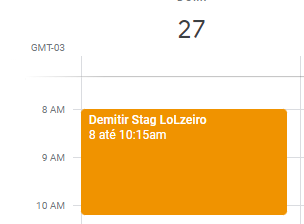 27
GMT-03
8 AM
Demitir Stag LoLzeiro
8 até 10:15am
9 AM
10 AM